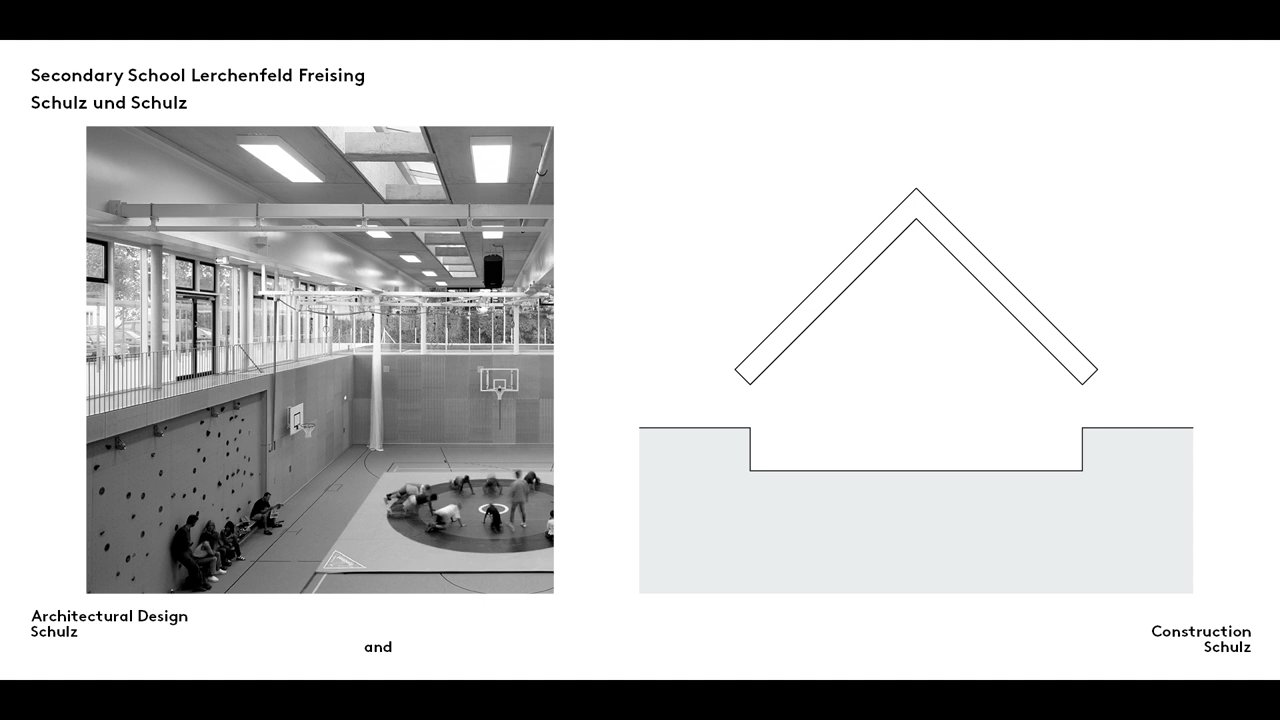 Secondary School Lerchenfeld Freising
Schulz und Schulz
Architectural Design
Schulz
and
Construction
Schulz